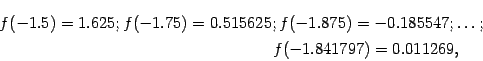 f(−1.5) = 1.625; f(−1.75) = 0.515625; f(−1.875) = −0.185547; … ;
f(−1.841797) = 0.011269,